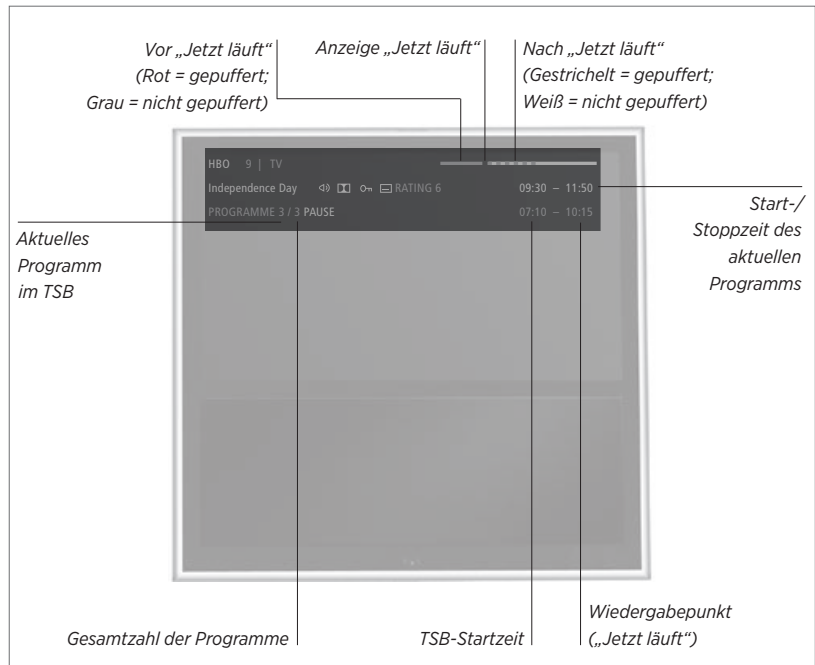 Vor „Jetzt läuft“
(Rot = gepuffert;
Grau = nicht gepuffert)
Anzeige „Jetzt läuft“
Nach „Jetzt läuft“
(Gestrichelt = gepuffert;
Weiß = nicht gepuffert)
HBO 9 | TV
Independence Day RATING 6 09:30 – 11:50
PROGRAMME 3 / 3 PAUSE 07:10 – 10:15
Aktuelles
Programm
im TSB
Start-/
Stoppzeit des
aktuellen
Programms
Gesamtzahl der Programme
TSB-Startzeit
Wiedergabepunkt
(„Jetzt läuft“)